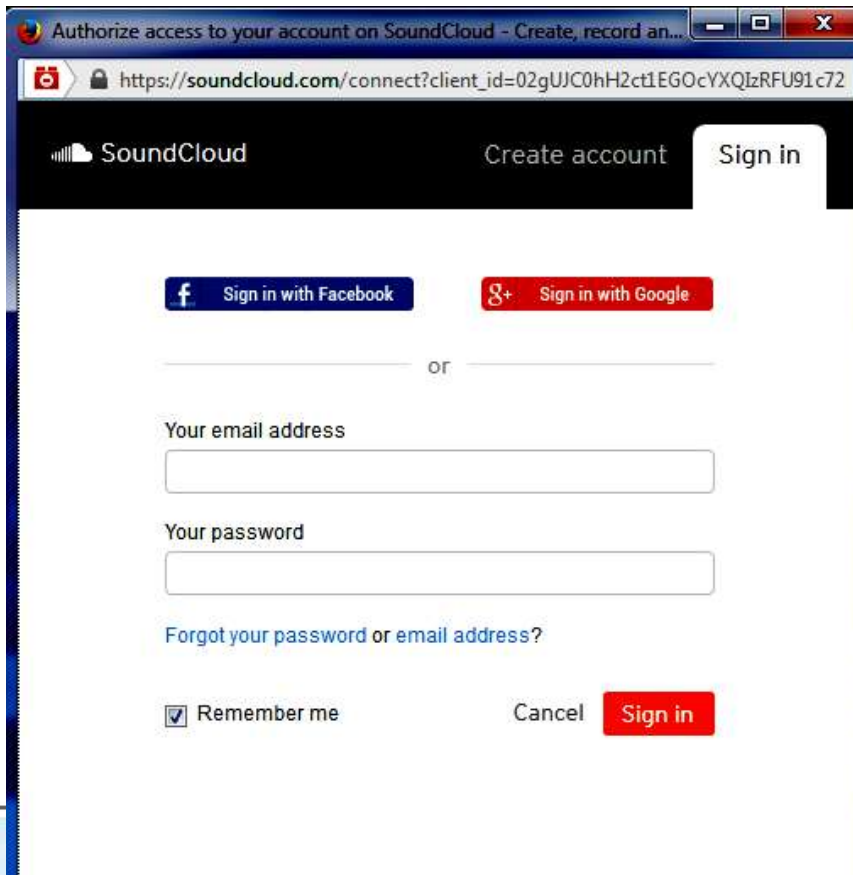 Authorize access to your account on SoundCloud - Create, record an...
https://soundcloud.com/connect?client_id=02gUJC0hH2ct1EGOcYXQIzRFU91c72
SoundCloud Create account Sign in
f Sign in with Facebook g+ Sign in with Google
or
Your email address
Your password
Forgot your password or email address?
Remember me Cancel Sign in